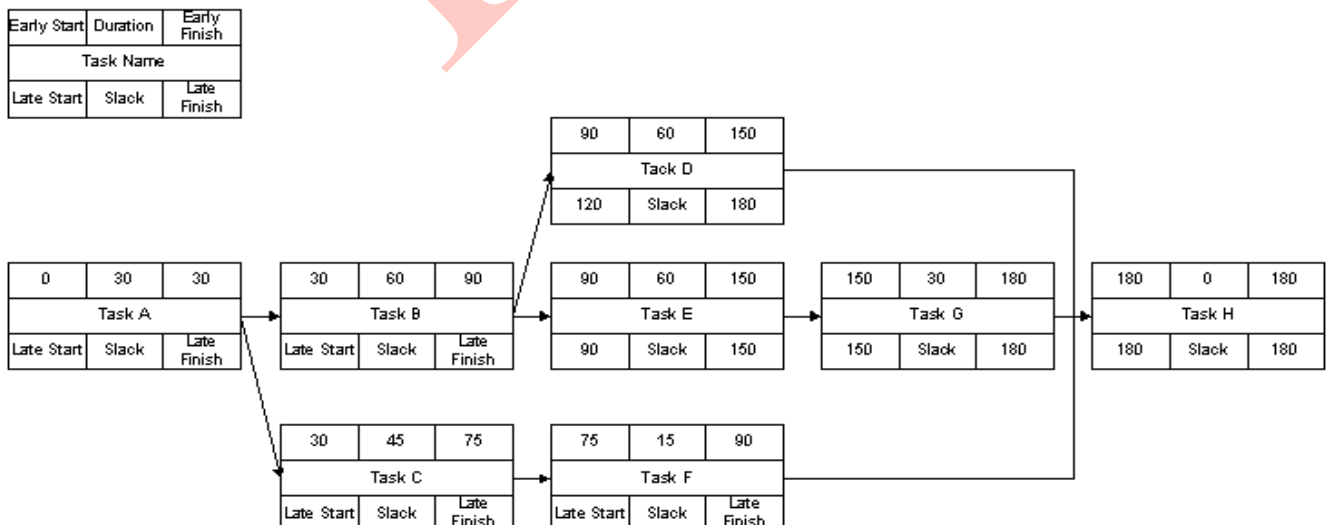 Early Start Duration Early Finish
Task Name
Late Start Slack Late Finish
90 60 150
Tack D
120 Slack 180
0 30 30
Task A
Late Start Slack Late Finish
30 60 90
Task B
Late Start Slack Late Finish
90 60 150
Task E
90 Slack 150
150 30 180
Task G
150 Slack 180
180 0 180
Task H
180 Slack 180
30 45 75
Task C
Late Start Slack Late Finish
75 15 90
Task F
Late Start Slack Late Finish